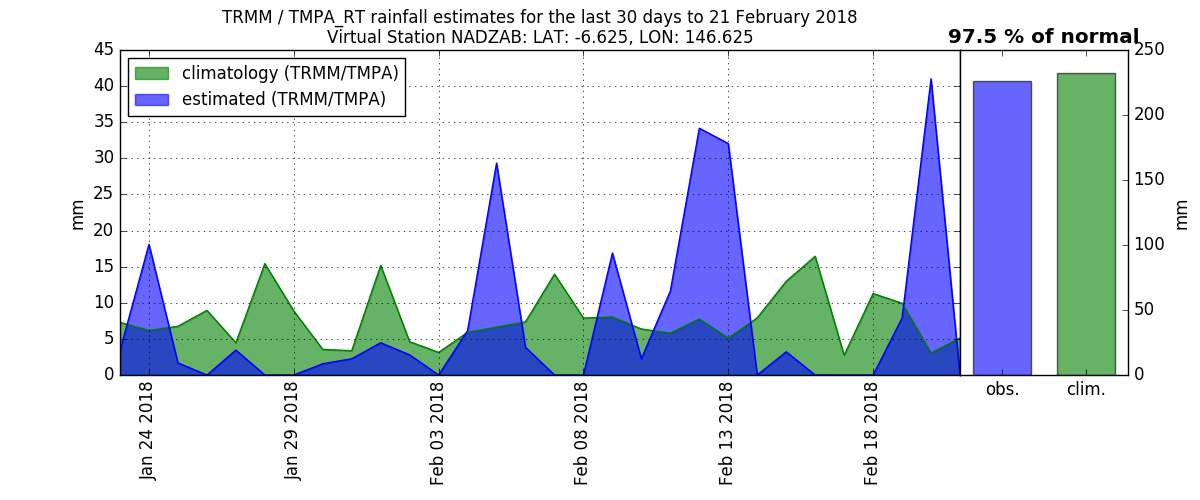 TRMM / TMPA_RT rainfall estimates for the last 30 days to 21 February 2018
Virtual Station NADZAB: LAT: -6.625, LON: 146.625
97.5 % of normal
climatology (TRMM/TMPA)
estimated (TRMM/TMPA)
45
40
35
30
25
20
15
10
5
0
mm
250
200
150
100
50
0
mm
obs.
clim.
Jan 24 2018
Jan 29 2018
Feb 03 2018
Feb 08 2018
Feb 13 2018
Feb 18 2018